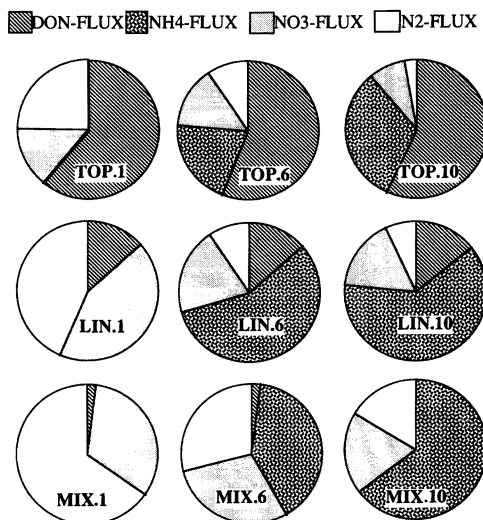 DON-FLUX NH4-FLUX NO3-FLUX N2-FLUX
TOP.1 TOP.6 TOP.10
LIN.1 LIN.6 LIN.10
MIX.1 MIX.6 MIX.10